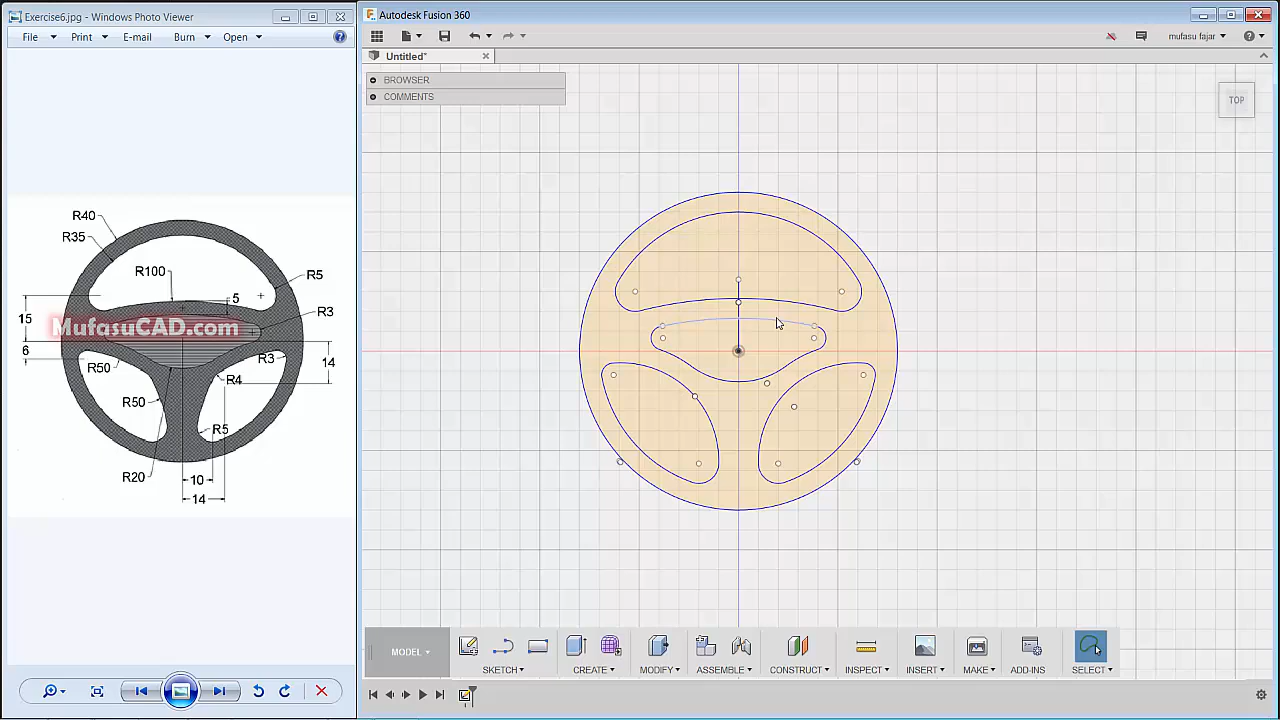 Exercise6.jpg - Windows Photo Viewer
File Print E-mail Burn Open
R40
R35
R100
R5
5
R3
15
MufasuCAD.com
6
R50
R3
14
R4
R50
R5
R20
10
14
Autodesk Fusion 360
mufasu fajar
Untitled*
BROWSER
COMMENTS
TOP
MODEL
SKETCH CREATE MODIFY ASSEMBLE CONSTRUCT INSPECT INSERT MAKE ADD-INS SELECT